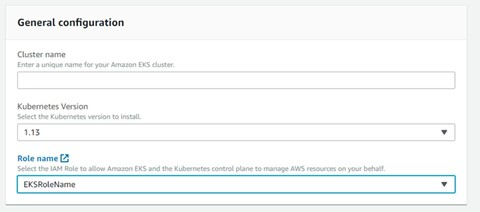 General configuration
Cluster name
Enter a unique name for your Amazon EKS cluster.
Kubernetes Version
Select the Kubernetes version to install.
1.13
Role name
Select the IAM Role to allow Amazon EKS and the Kubernetes control plane to manage AWS resources on your behalf.
EKSRoleName